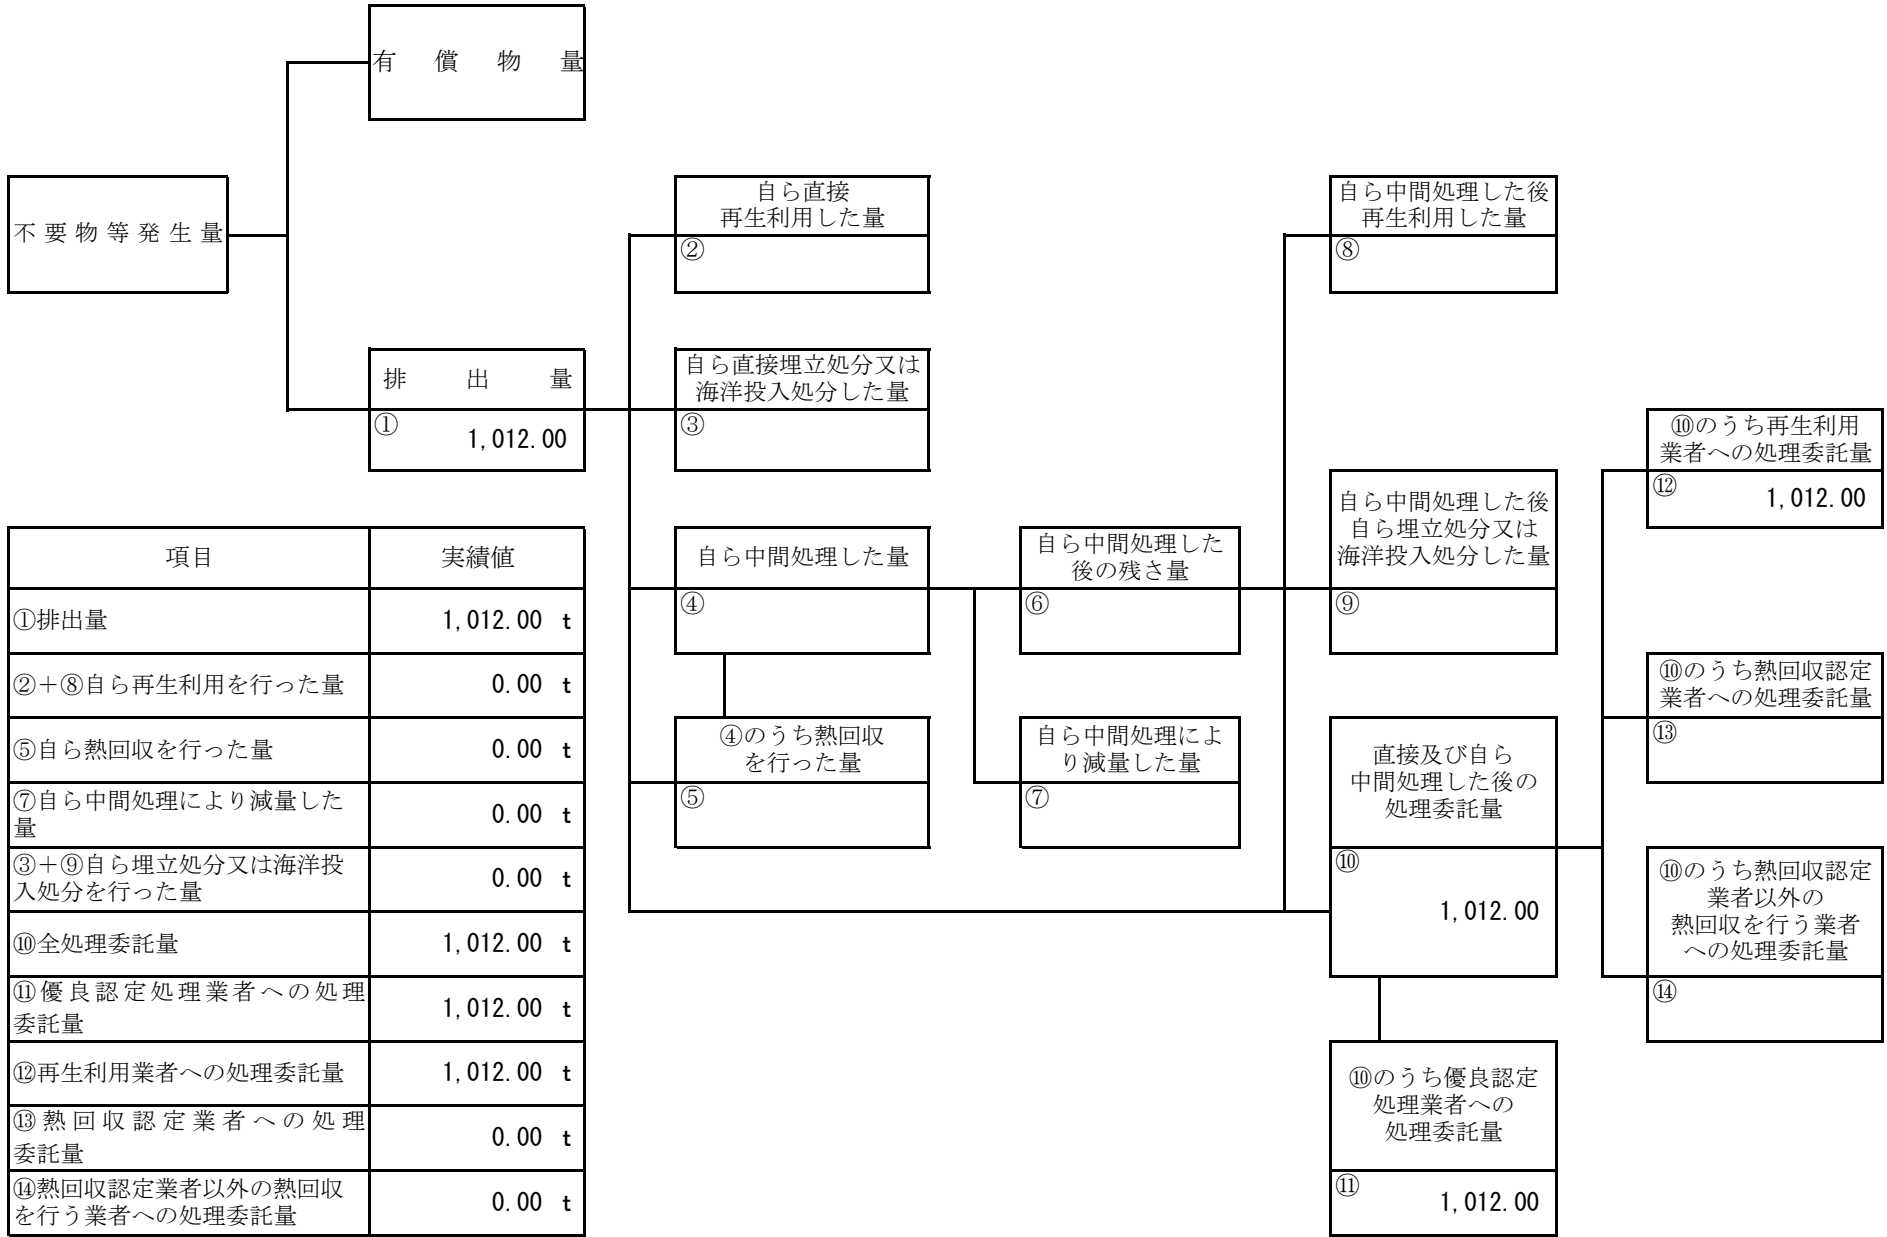 有償物量
不要物等発生量
自ら直接
再生利用した量
②
自ら中間処理した後
再生利用した量
⑧
排出量
① 1,012.00
自ら直接埋立処分又は
海洋投入処分した量
③
⑩のうち再生利用
業者への処理委託量
⑫ 1,012.00
自ら中間処理した量
④
自ら中間処理した
後の残さ量
⑥
自ら中間処理した後
自ら埋立処分又は
海洋投入処分した量
⑨
⑩のうち熱回収認定
業者への処理委託量
⑬
④のうち熱回収
を行った量
⑤
自ら中間処理によ
り減量した量
⑦
直接及び自ら
中間処理した後の
処理委託量
⑩
1,012.00
⑩のうち熱回収認定
業者以外の
熱回収を行う業者
への処理委託量
⑭
⑩のうち優良認定
処理業者への
処理委託量
⑪ 1,012.00
項目 実績値
①排出量 1,012.00 t
②＋⑧自ら再生利用を行った量 0.00 t
⑤自ら熱回収を行った量 0.00 t
⑦自ら中間処理により減量した
量 0.00 t
③＋⑨自ら埋立処分又は海洋投
入処分を行った量 0.00 t
⑩全処理委託量 1,012.00 t
⑪優良認定処理業者への処理
委託量 1,012.00 t
⑫再生利用業者への処理委託量 1,012.00 t
⑬熱回収認定業者への処理
委託量 0.00 t
⑭熱回収認定業者以外の熱回収
を行う業者への処理委託量 0.00 t